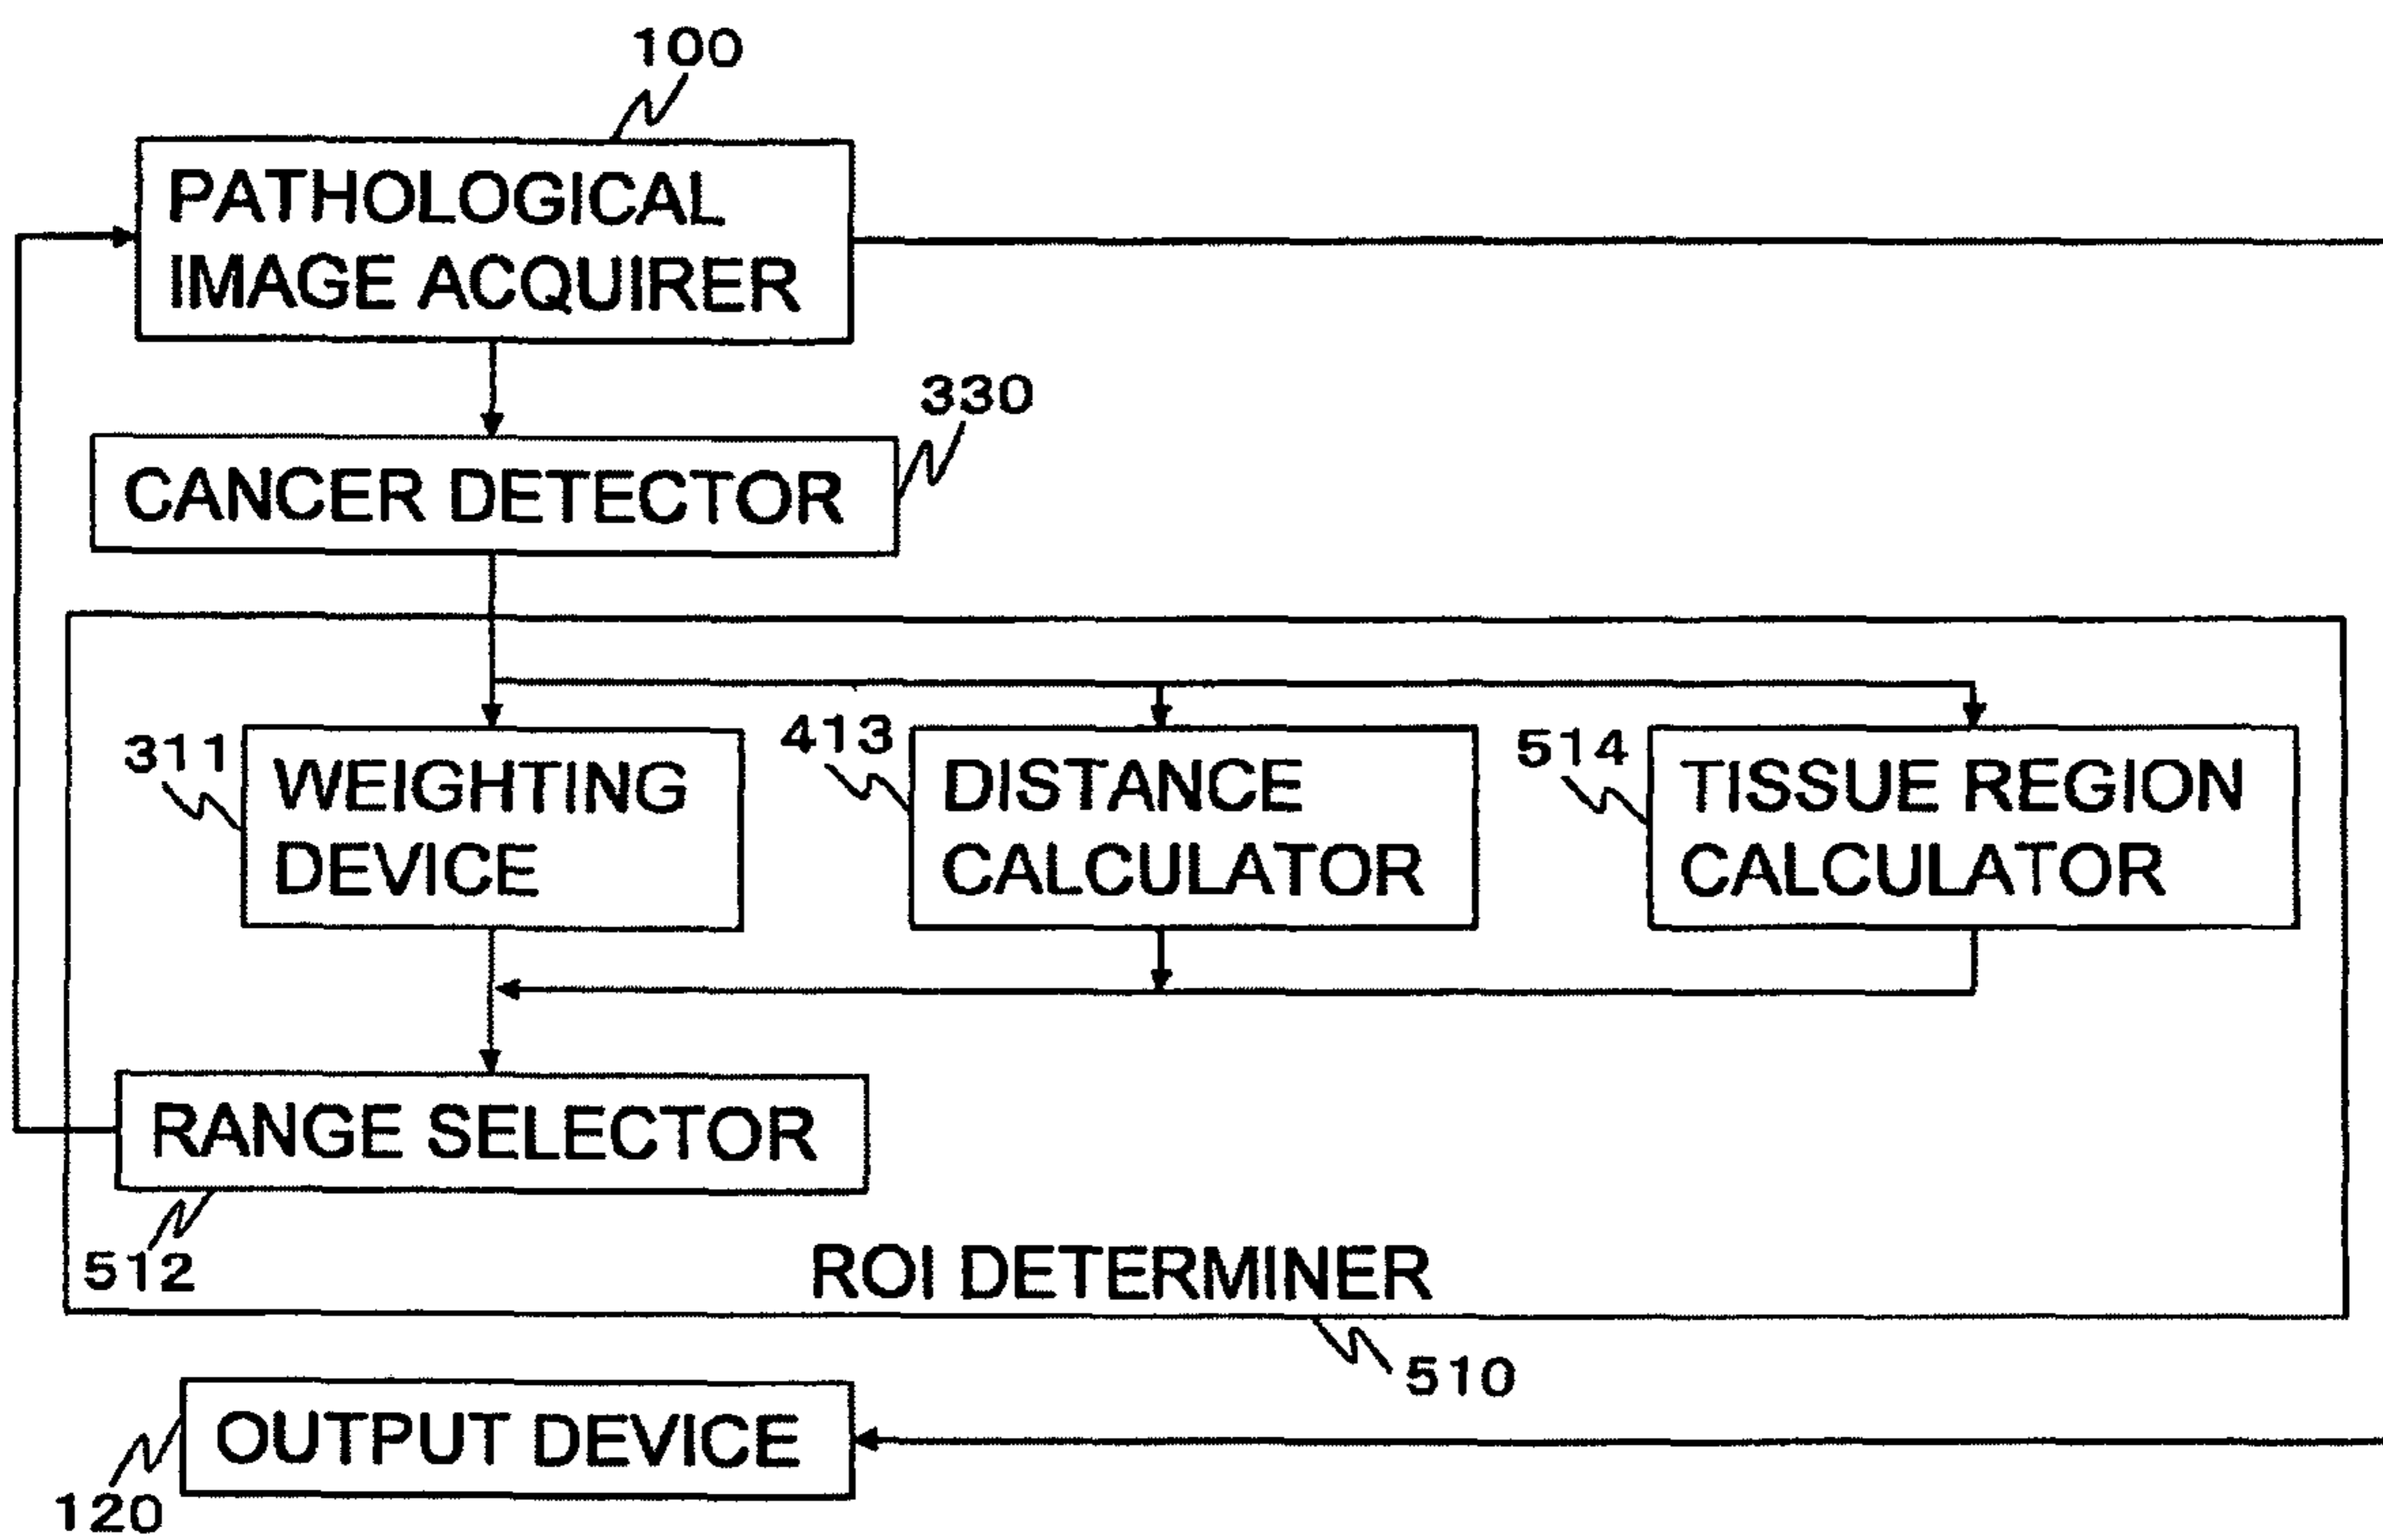 100
PATHOLOGICAL
IMAGE ACQUIRER
330
CANCER DETECTOR
311
WEIGHTING
DEVICE
413
DISTANCE
CALCULATOR
514
TISSUE REGION
CALCULATOR
RANGE SELECTOR
512
ROI DETERMINER
510
OUTPUT DEVICE
120